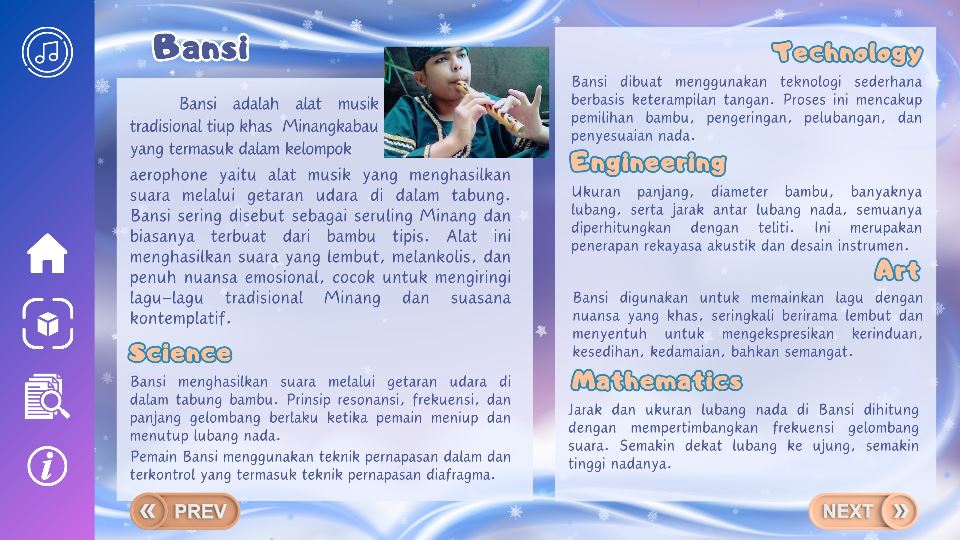 Bansi
Bansi adalah alat musik
tradisional tiup khas Minangkabau
yang termasuk dalam kelompok
aerophone yaitu alat musik yang menghasilkan
suara melalui getaran udara di dalam tabung.
Bansi sering disebut sebagai seruling Minang dan
biasanya terbuat dari bambu tipis. Alat ini
menghasilkan suara yang lembut, melankolis, dan
penuh nuansa emosional, cocok untuk mengiringi
lagu-lagu tradisional Minang dan suasana
kontemplatif.
Science
Bansi menghasilkan suara melalui getaran udara di
dalam tabung bambu. Prinsip resonansi, frekuensi, dan
panjang gelombang berlaku ketika pemain meniup dan
menutup lubang nada.
Pemain Bansi menggunakan teknik pernapasan dalam dan
terkontrol yang termasuk teknik pernapasan diafragma.
PREV
Technology
Bansi dibuat menggunakan teknologi sederhana
berbasis keterampilan tangan. Proses ini mencakup
pemilihan bambu, pengeringan, pelubangan, dan
penyesuaian nada.
Engineering
Ukuran panjang, diameter bambu, banyaknya
lubang, serta jarak antar lubang nada, semuanya
diperhitungkan dengan teliti. Ini merupakan
penerapan rekayasa akustik dan desain instrumen.
Art
Bansi digunakan untuk memainkan lagu dengan
nuansa yang khas, seringkali berirama lembut dan
menyentuh untuk mengekspresikan kerinduan,
kesedihan, kedamaian, bahkan semangat.
Mathematics
Jarak dan ukuran lubang nada di Bansi dihitung
dengan mempertimbangkan frekuensi gelombang
suara. Semakin dekat lubang ke ujung, semakin
tinggi nadanya.
NEXT